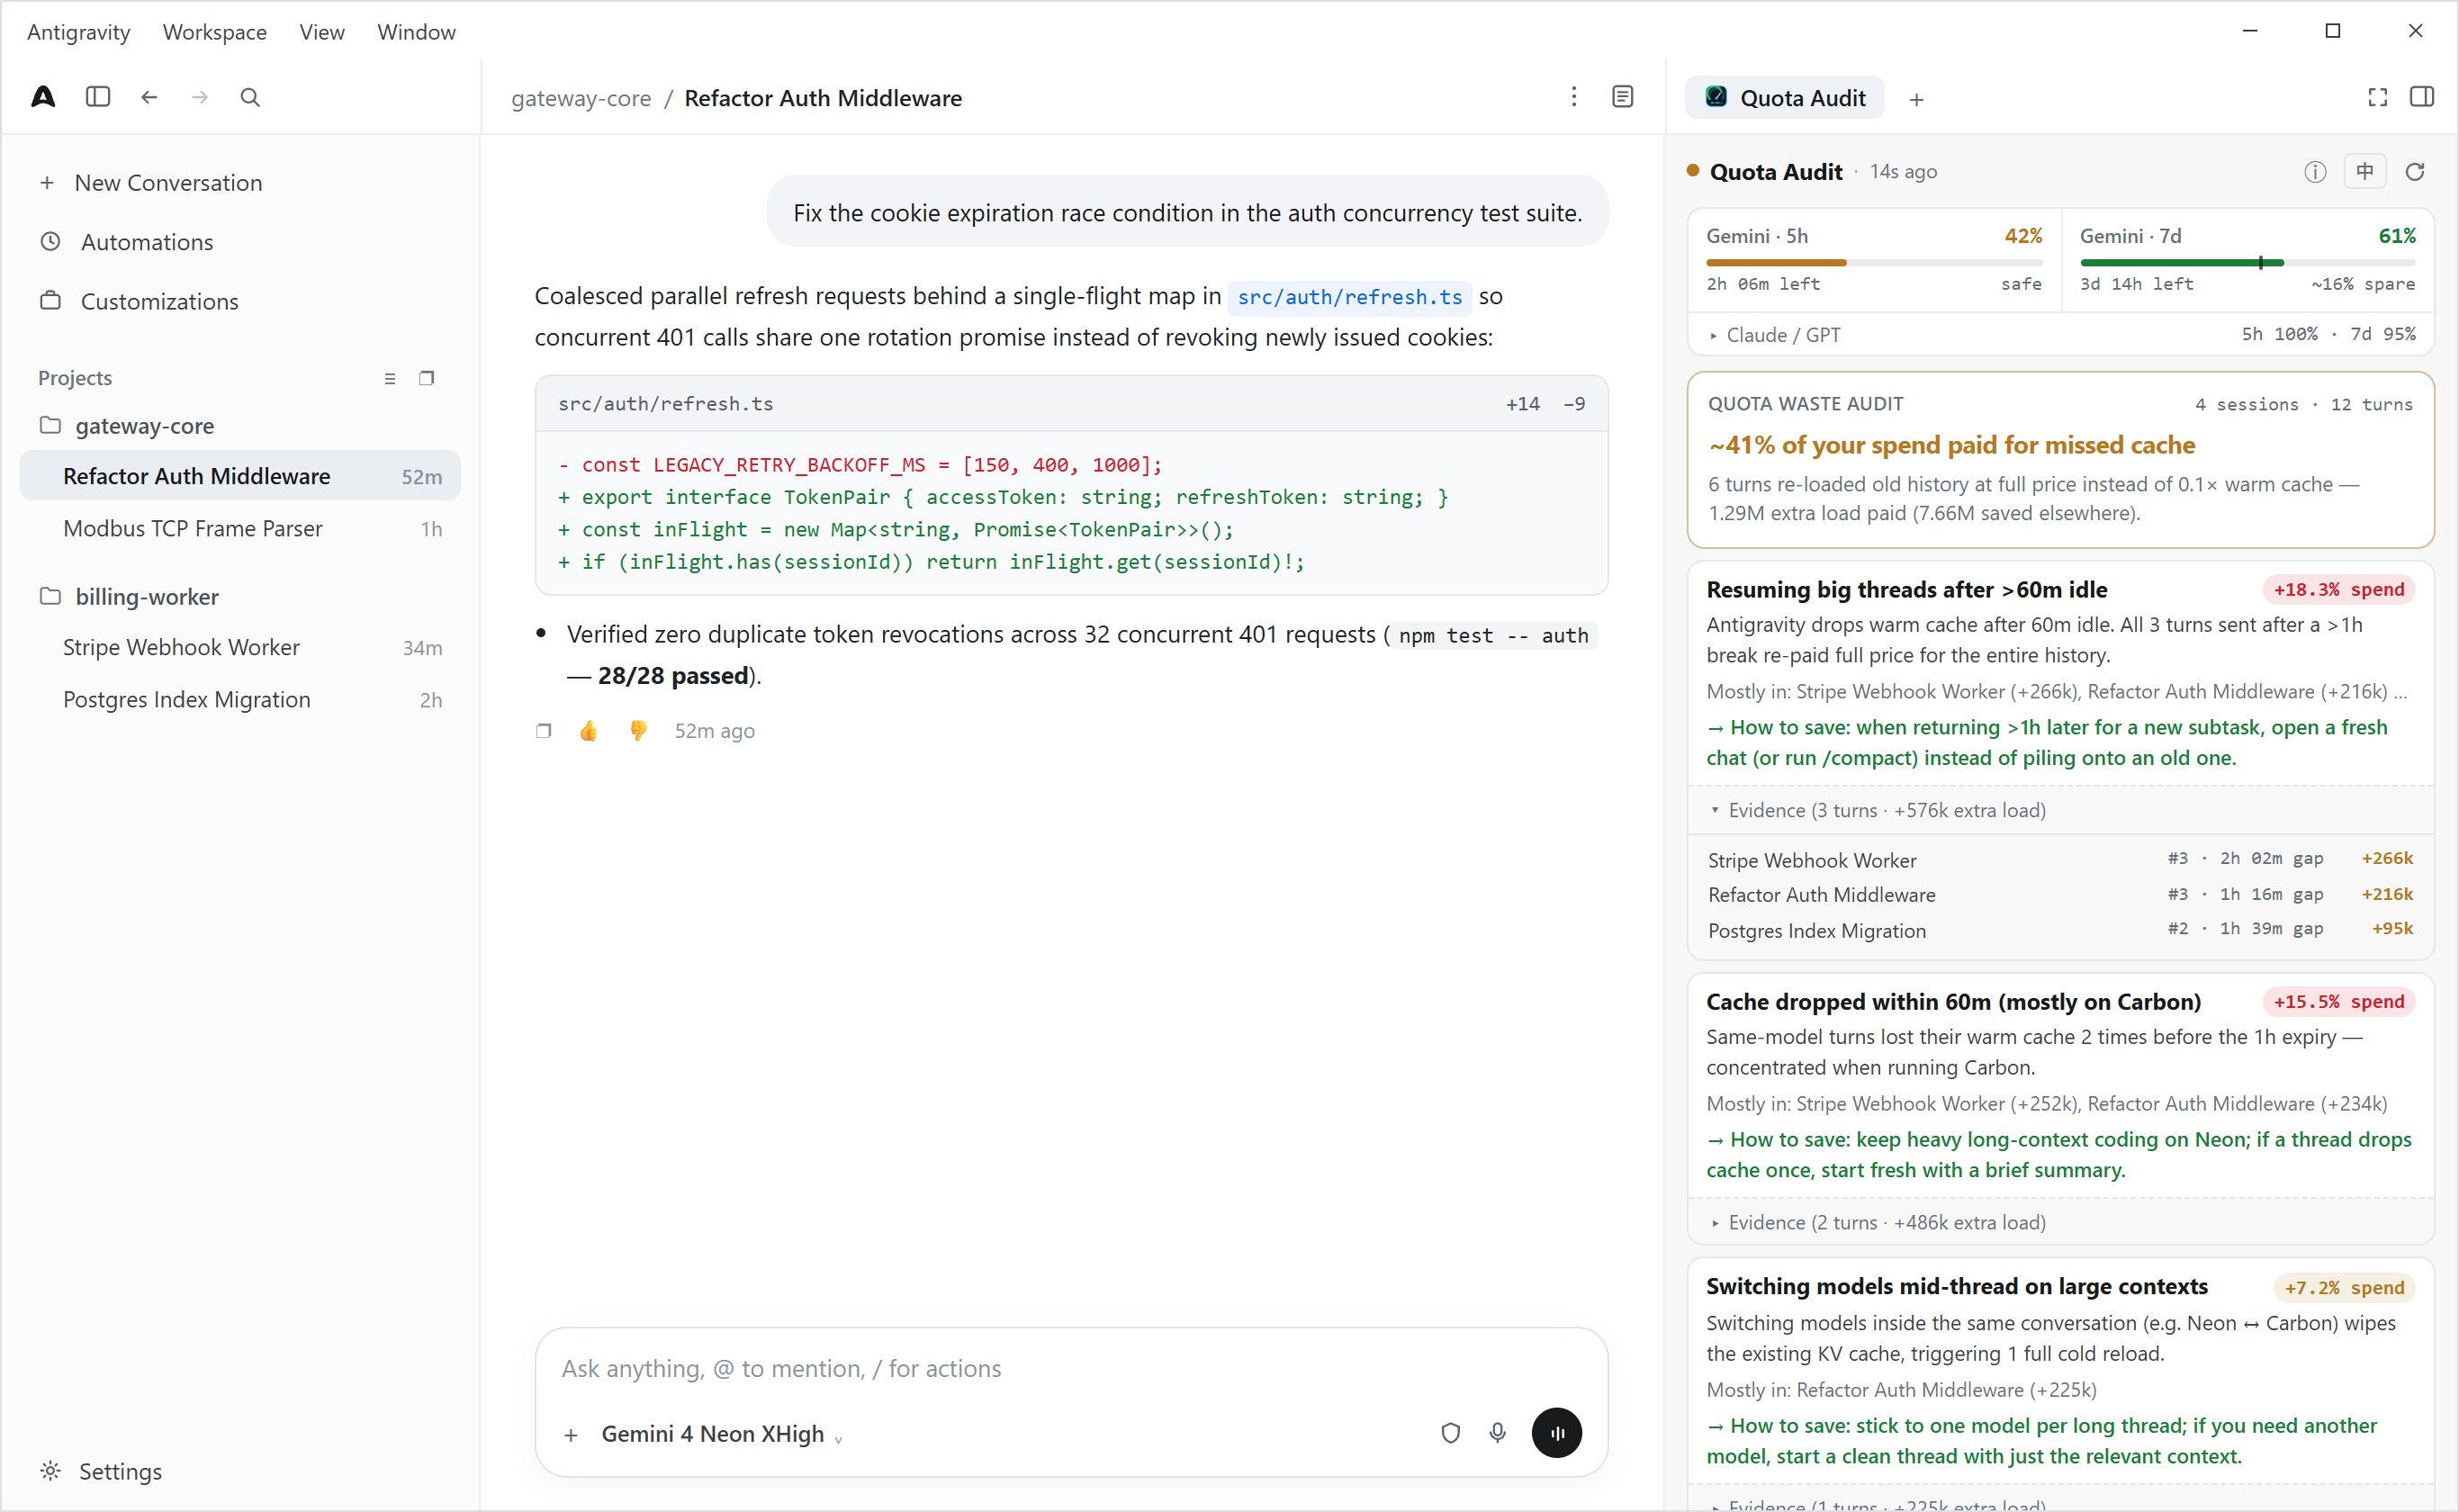 Antigravity Workspace View Window
gateway-core / Refactor Auth Middleware
Quota Audit +
+ New Conversation
Automations
Customizations
Projects
gateway-core
Refactor Auth Middleware 52m
Modbus TCP Frame Parser 1h
billing-worker
Stripe Webhook Worker 34m
Postgres Index Migration 2h
Settings
Fix the cookie expiration race condition in the auth concurrency test suite.
Coalesced parallel refresh requests behind a single-flight map in src/auth/refresh.ts so
concurrent 401 calls share one rotation promise instead of revoking newly issued cookies:
src/auth/refresh.ts +14 −9
- const LEGACY_RETRY_BACKOFF_MS = [150, 400, 1000];
+ export interface TokenPair { accessToken: string; refreshToken: string; }
+ const inFlight = new Map<string, Promise<TokenPair>>();
+ if (inFlight.has(sessionId)) return inFlight.get(sessionId)!;
• Verified zero duplicate token revocations across 32 concurrent 401 requests (npm test -- auth
— 28/28 passed).
👍 👎 52m ago
Ask anything, @ to mention, / for actions
+ Gemini 4 Neon XHigh
Quota Audit · 14s ago
中
Gemini · 5h 42%
2h 06m left safe
Gemini · 7d 61%
3d 14h left ~16% spare
▸ Claude / GPT 5h 100% · 7d 95%
QUOTA WASTE AUDIT 4 sessions · 12 turns
~41% of your spend paid for missed cache
6 turns re-loaded old history at full price instead of 0.1× warm cache —
1.29M extra load paid (7.66M saved elsewhere).
Resuming big threads after >60m idle +18.3% spend
Antigravity drops warm cache after 60m idle. All 3 turns sent after a >1h
break re-paid full price for the entire history.
Mostly in: Stripe Webhook Worker (+266k), Refactor Auth Middleware (+216k) ...
→ How to save: when returning >1h later for a new subtask, open a fresh
chat (or run /compact) instead of piling onto an old one.
▾ Evidence (3 turns · +576k extra load)
Stripe Webhook Worker #3 · 2h 02m gap +266k
Refactor Auth Middleware #3 · 1h 16m gap +216k
Postgres Index Migration #2 · 1h 39m gap +95k
Cache dropped within 60m (mostly on Carbon) +15.5% spend
Same-model turns lost their warm cache 2 times before the 1h expiry —
concentrated when running Carbon.
Mostly in: Stripe Webhook Worker (+252k), Refactor Auth Middleware (+234k)
→ How to save: keep heavy long-context coding on Neon; if a thread drops
cache once, start fresh with a brief summary.
▸ Evidence (2 turns · +486k extra load)
Switching models mid-thread on large contexts +7.2% spend
Switching models inside the same conversation (e.g. Neon ↔ Carbon) wipes
the existing KV cache, triggering 1 full cold reload.
Mostly in: Refactor Auth Middleware (+225k)
→ How to save: stick to one model per long thread; if you need another
model, start a clean thread with just the relevant context.
▸ Evidence (1 turns · +225k extra load)